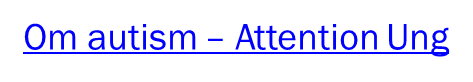 Om autism – Attention Ung